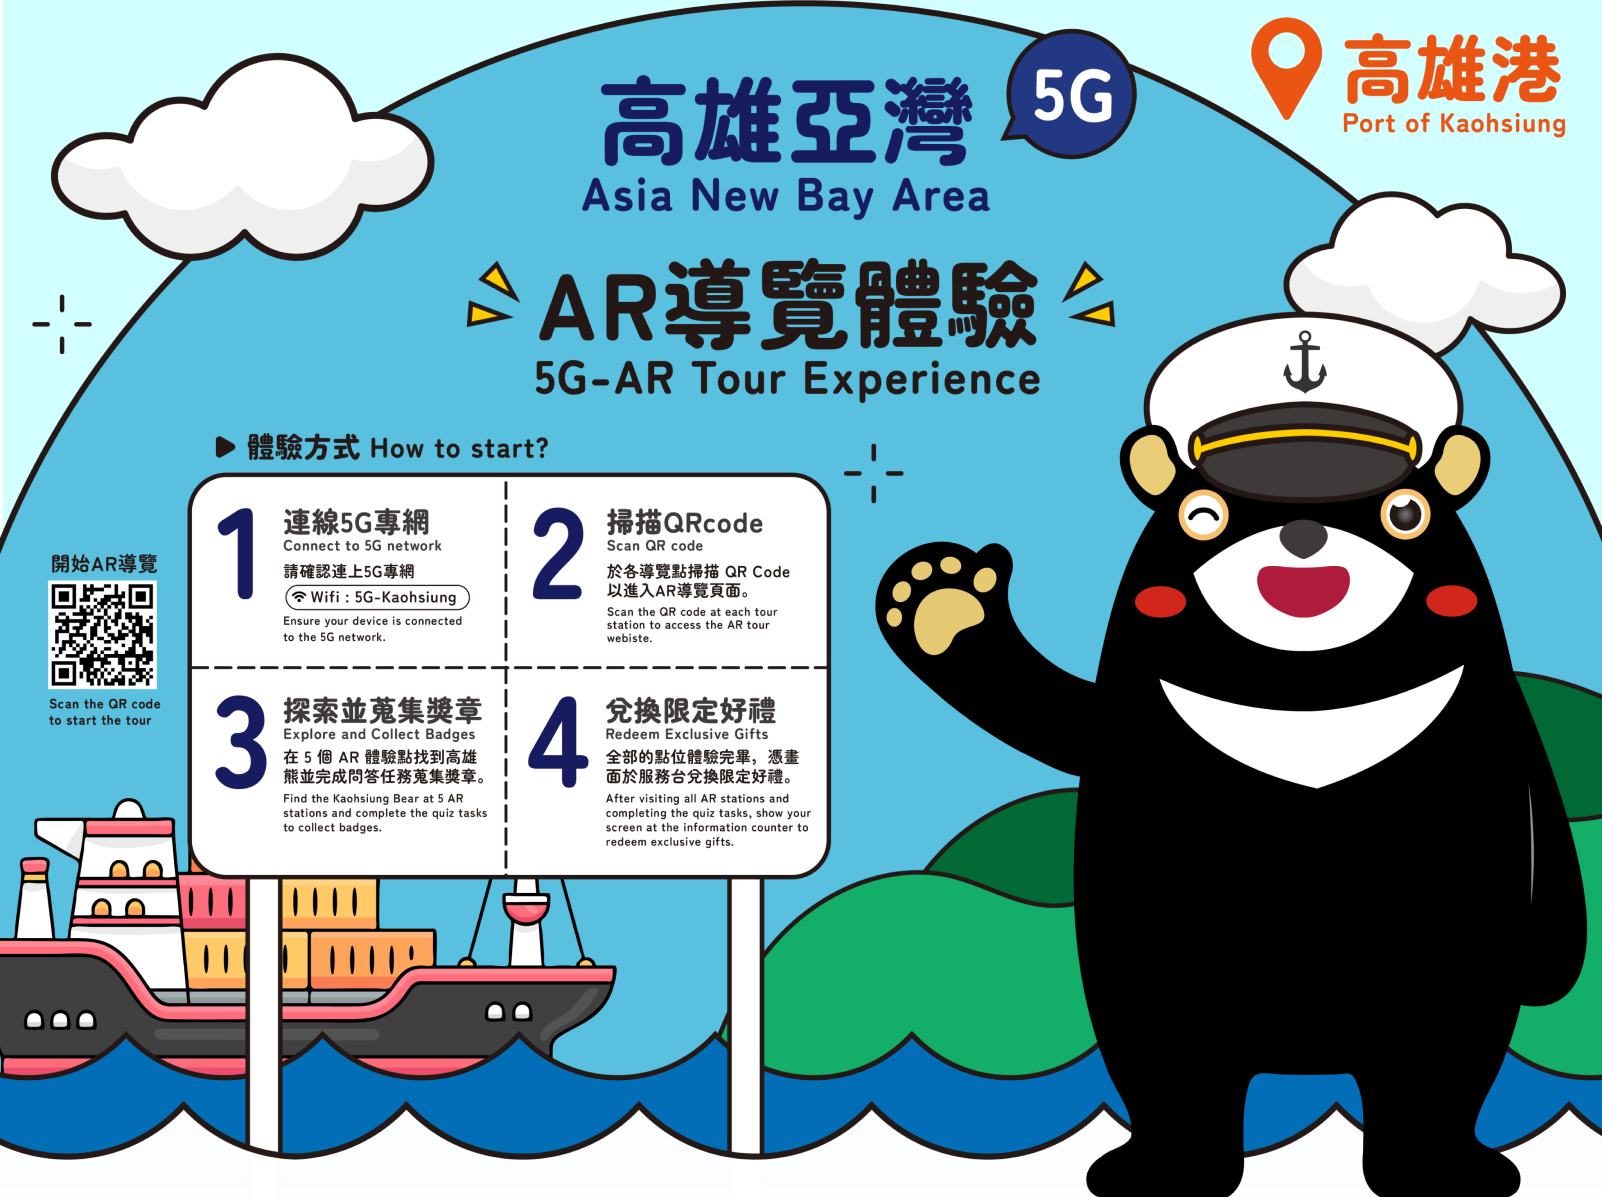 高雄亞灣
5G
Asia New Bay Area
高雄港
Port of Kaohsiung
AR導覽體驗
5G-AR Tour Experience
體驗方式 How to start?
開始AR導覽
Scan the QR code
to start the tour
1
連線5G專網
Connect to 5G network
請確認連上5G專網
Wifi : 5G-Kaohsiung
Ensure your device is connected
to the 5G network.
2
掃描QRcode
Scan QR code
於各導覽點掃描 QR Code
以進入AR導覽頁面。
Scan the QR code at each tour
station to access the AR tour
webiste.
3
探索並蒐集獎章
Explore and Collect Badges
在 5 個 AR 體驗點找到高雄
熊並完成問答任務蒐集獎章。
Find the Kaohsiung Bear at 5 AR
stations and complete the quiz tasks
to collect badges.
4
兌換限定好禮
Redeem Exclusive Gifts
全部的點位體驗完畢，憑畫
面於服務台兌換限定好禮。
After visiting all AR stations and
completing the quiz tasks, show your
screen at the information counter to
redeem exclusive gifts.